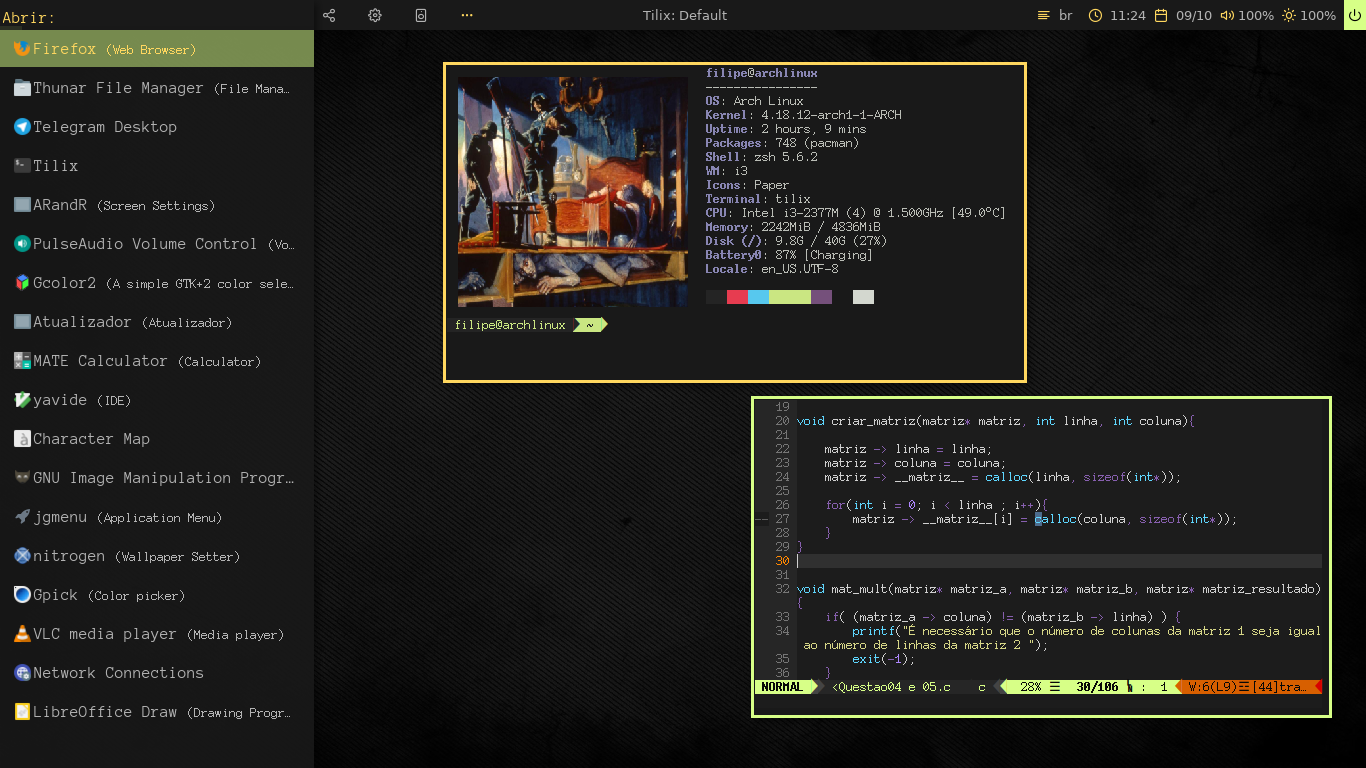 Abrir:
Firefox (Web Browser)
Thunar File Manager (File Mana…
Telegram Desktop
Tilix
ARandR (Screen Settings)
PulseAudio Volume Control (Vo…
Gcolor2 (A simple GTK+2 color sele…
Atualizador (Atualizador)
MATE Calculator (Calculator)
yavide (IDE)
Character Map
GNU Image Manipulation Progr…
jgmenu (Application Menu)
nitrogen (Wallpaper Setter)
Gpick (Color picker)
VLC media player (Media player)
Network Connections
LibreOffice Draw (Drawing Progr…
Tilix: Default
br 11:24 09/10 100% 100%
filipe@archlinux
----------------
OS: Arch Linux
Kernel: 4.18.12-arch1-1-ARCH
Uptime: 2 hours, 9 mins
Packages: 748 (pacman)
Shell: zsh 5.6.2
WM: i3
Icons: Paper
Terminal: tilix
CPU: Intel i3-2377M (4) @ 1.500GHz [49.0°C]
Memory: 2242MiB / 4836MiB
Disk (/): 9.8G / 40G (27%)
Battery0: 87% [Charging]
Locale: en_US.UTF-8
filipe@archlinux ~
19
20 void criar_matriz(matriz* matriz, int linha, int coluna){
21
22     matriz -> linha = linha;
23     matriz -> coluna = coluna;
24     matriz -> __matriz__ = calloc(linha, sizeof(int*));
25
26     for(int i = 0; i < linha ; i++){
-- 27         matriz -> __matriz__[i] = calloc(coluna, sizeof(int*));
28     }
29 }
30
31
32 void mat_mult(matriz* matriz_a, matriz* matriz_b, matriz* matriz_resultado)
{
33     if( (matriz_a -> coluna) != (matriz_b -> linha) ) {
34         printf("É necessário que o número de colunas da matriz 1 seja igual
ao número de linhas da matriz 2 ");
35         exit(-1);
36     }
NORMAL <Questao04 e 05.c c 28% ☰ 30/106 : 1 W:6(L9)☲[44]tra…